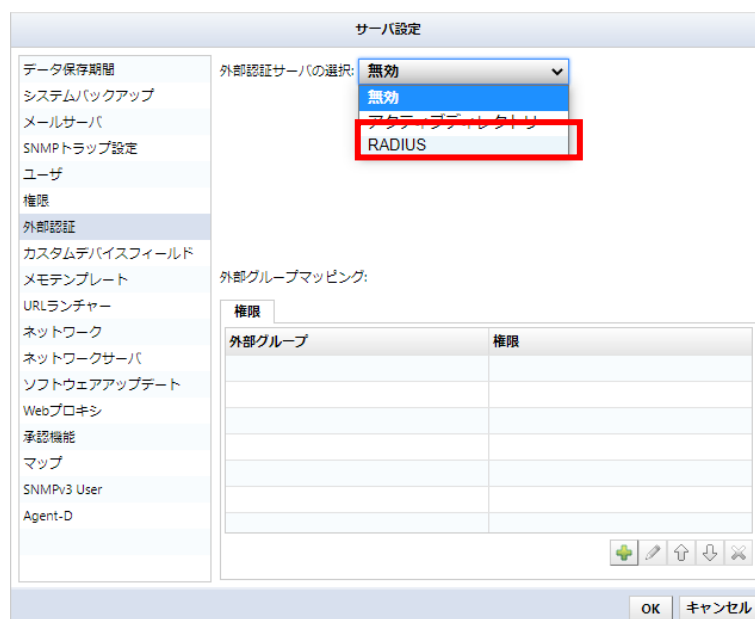 サーバ設定
データ保存期間
システムバックアップ
メールサーバ
SNMPトラップ設定
ユーザ
権限
外部認証
カスタムデバイスフィールド
メモテンプレート
URLランチャー
ネットワーク
ネットワークサーバ
ソフトウェアアップデート
Webプロキシ
承認機能
マップ
SNMPv3 User
Agent-D
外部認証サーバの選択: 無効
無効
アクティブディレクトリ
RADIUS
外部グループマッピング:
権限
外部グループ 権限
OK キャンセル